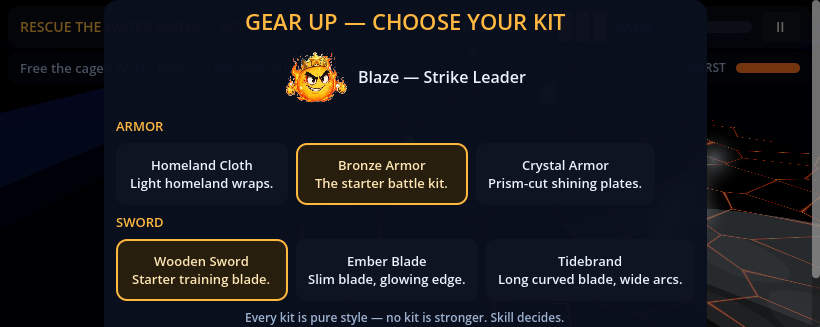 GEAR UP — CHOOSE YOUR KIT
RESCUE THE
Free the cage
RST
Blaze — Strike Leader
ARMOR
Homeland Cloth
Light homeland wraps.
Bronze Armor
The starter battle kit.
Crystal Armor
Prism-cut shining plates.
SWORD
Wooden Sword
Starter training blade.
Ember Blade
Slim blade, glowing edge.
Tidebrand
Long curved blade, wide arcs.
Every kit is pure style — no kit is stronger. Skill decides.